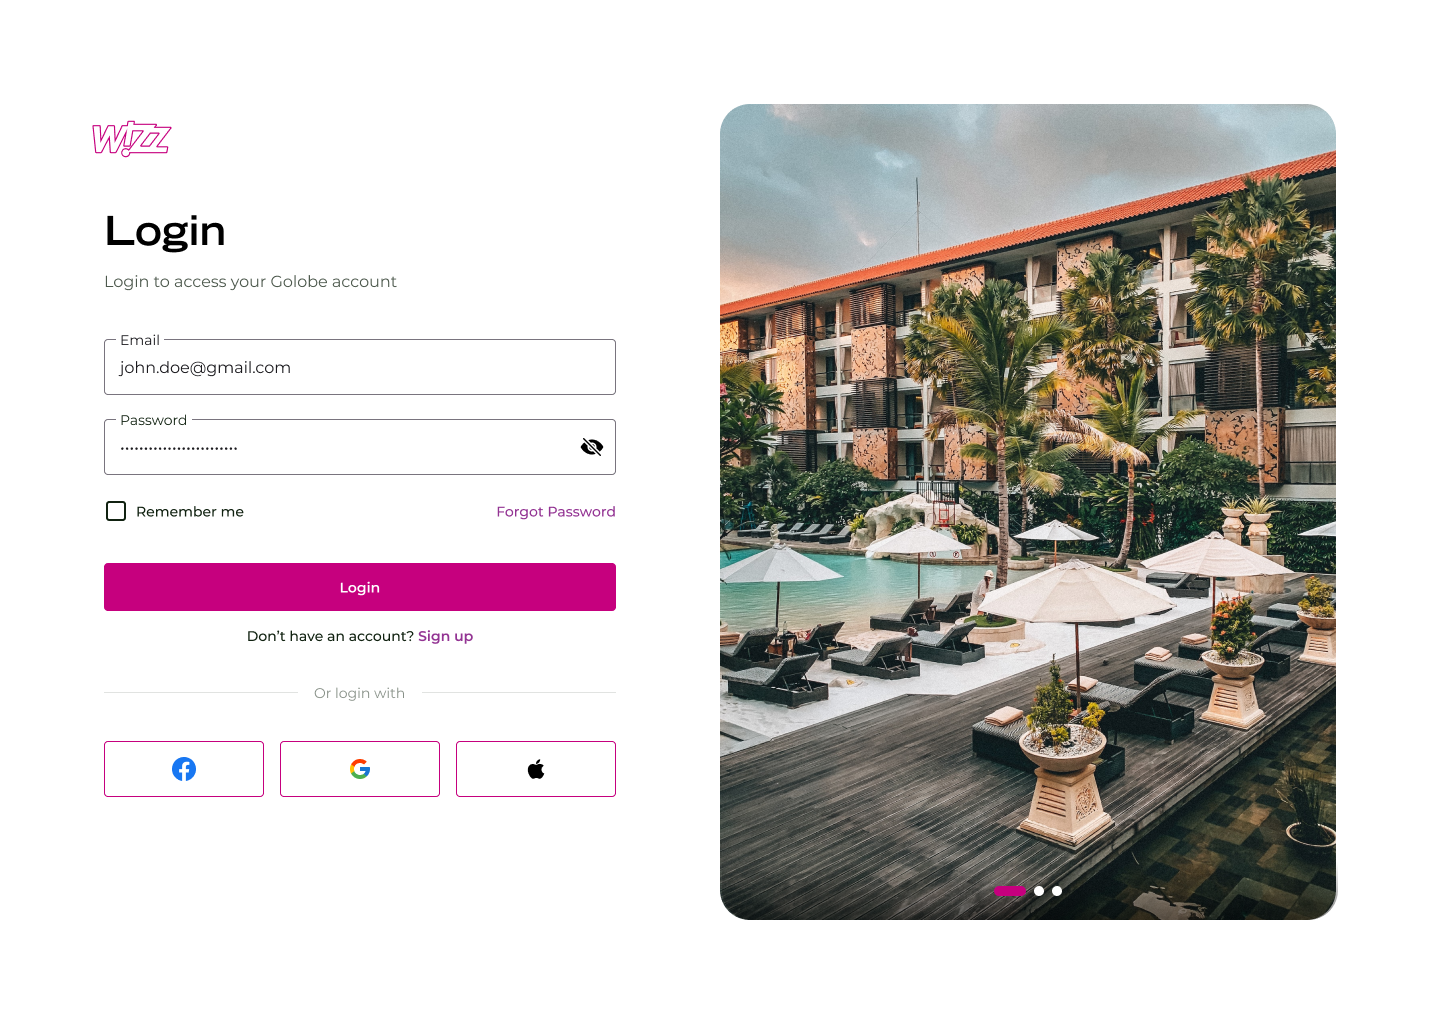 Wizz
Login
Login to access your Golobe account
Email
john.doe@gmail.com
Password
•••••••••••••••••••••••••
Remember me
Forgot Password
Login
Don’t have an account? Sign up
Or login with